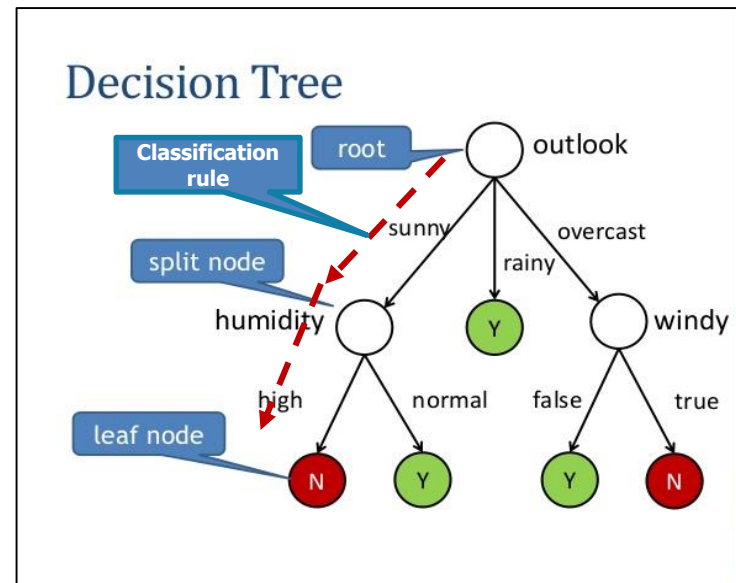 Decision Tree
Classification
rule
root
outlook
sunny
rainy
overcast
split node
humidity
Y
windy
high
normal
false
true
leaf node
N
Y
Y
N